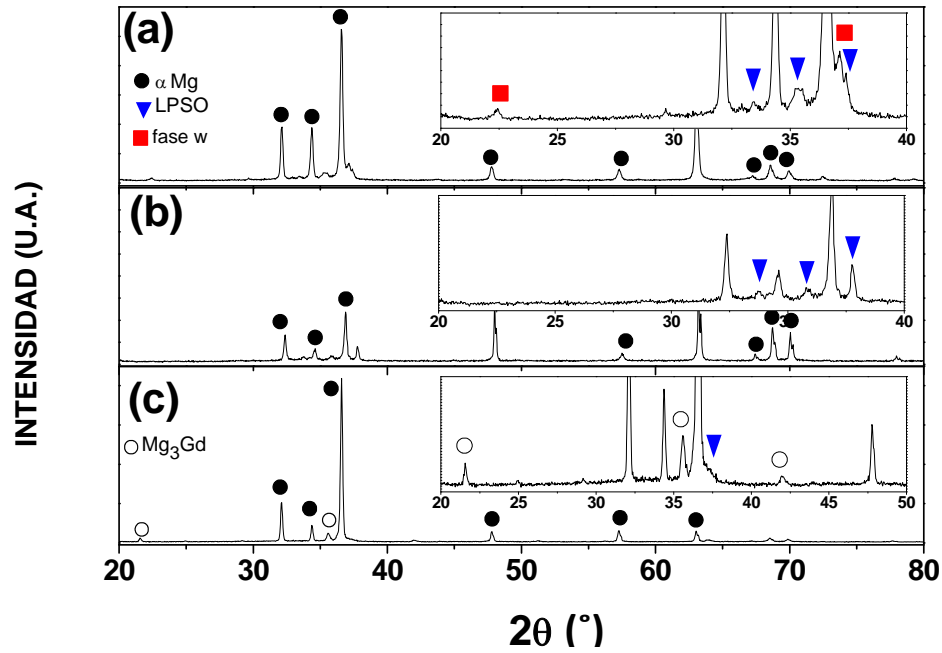 (a)
α Mg
LPSO
fase w
20 25 30 35 40
(b)
20 25 30 35 40
(c)
Mg₃Gd
20 25 30 35 40 45 50
20 30 40 50 60 70 80
INTENSIDAD (U.A.)
2θ (°)